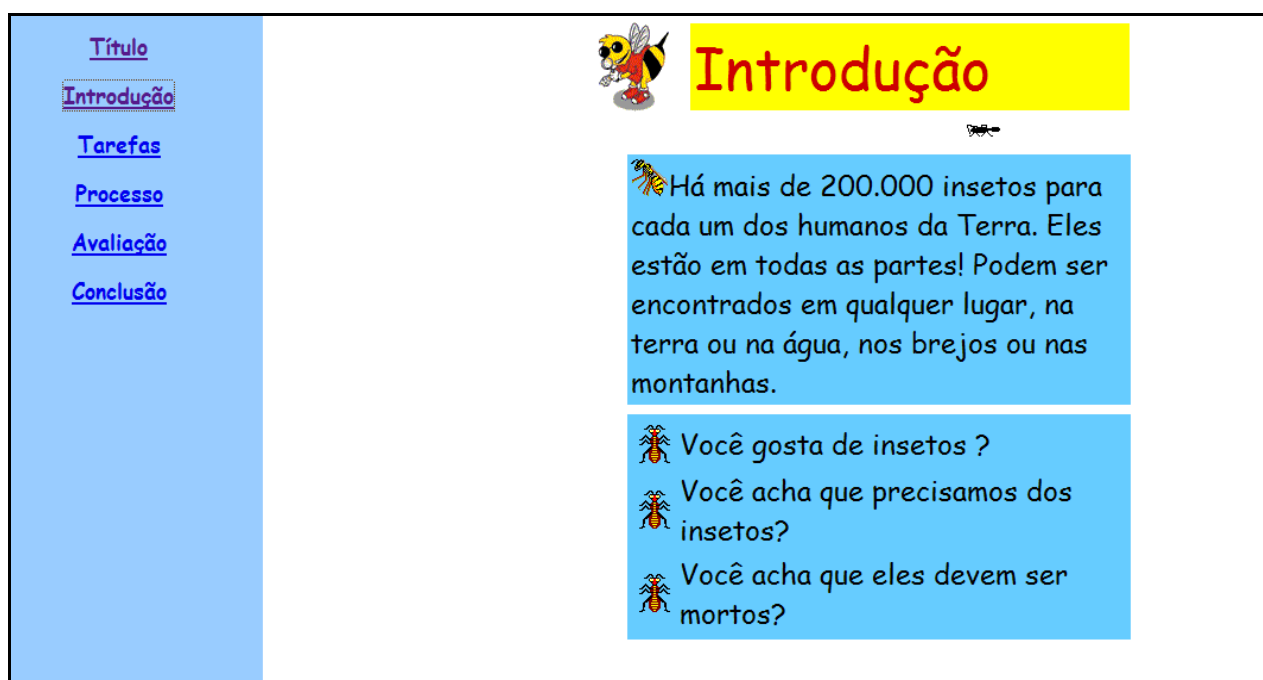 Título
Introdução
Tarefas
Processo
Avaliação
Conclusão
Introdução
Há mais de 200.000 insetos para
cada um dos humanos da Terra. Eles
estão em todas as partes! Podem ser
encontrados em qualquer lugar, na
terra ou na água, nos brejos ou nas
montanhas.
Você gosta de insetos ?
Você acha que precisamos dos
insetos?
Você acha que eles devem ser
mortos?